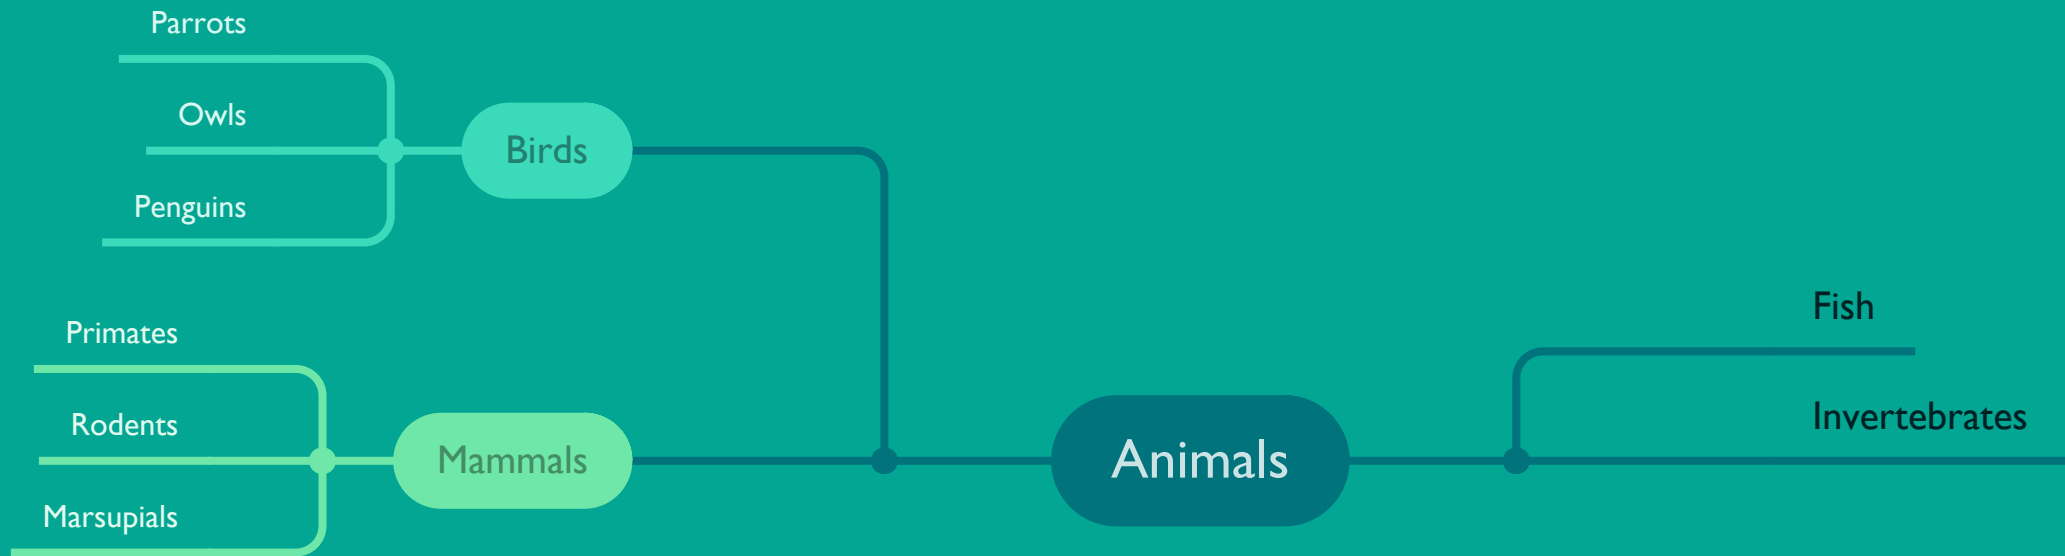 Parrots
Owls
Birds
Penguins
Primates
Rodents
Mammals
Marsupials
Animals
Fish
Invertebrates